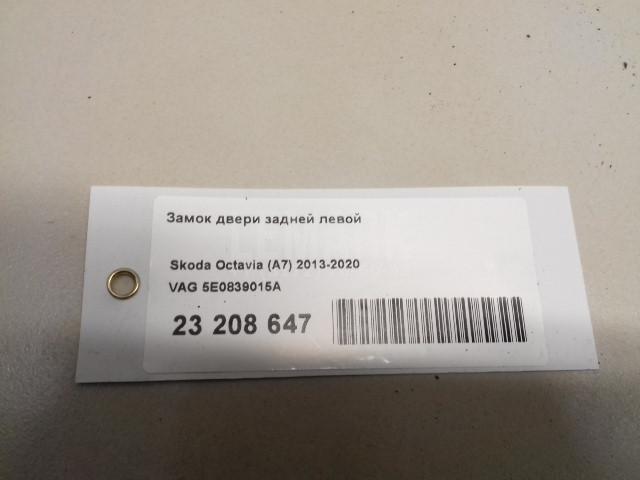 Замок двери задней левой
Skoda Octavia (A7) 2013-2020
VAG 5E0839015A
23 208 647